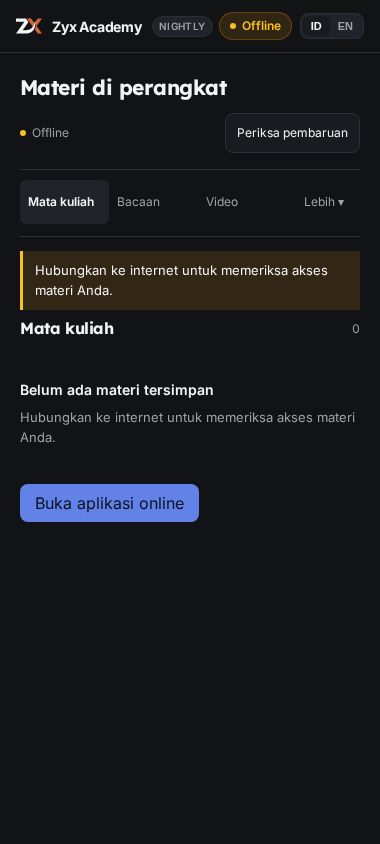 ZX Zyx Academy NIGHTLY Offline ID EN
Materi di perangkat
Offline Periksa pembaruan
Mata kuliah Bacaan Video Lebih ▾
Hubungkan ke internet untuk memeriksa akses
materi Anda.
Mata kuliah 0
Belum ada materi tersimpan
Hubungkan ke internet untuk memeriksa akses materi
Anda.
Buka aplikasi online